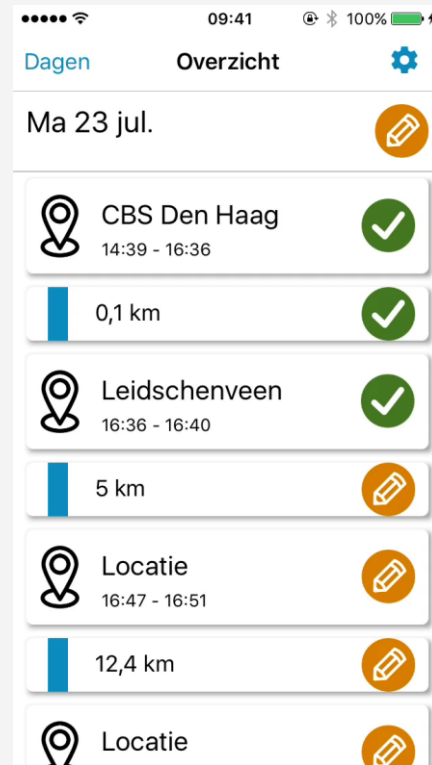 09:41 100%
Dagen Overzicht
Ma 23 jul.
CBS Den Haag
14:39 - 16:36
0,1 km
Leidschenveen
16:36 - 16:40
5 km
Locatie
16:47 - 16:51
12,4 km
Locatie